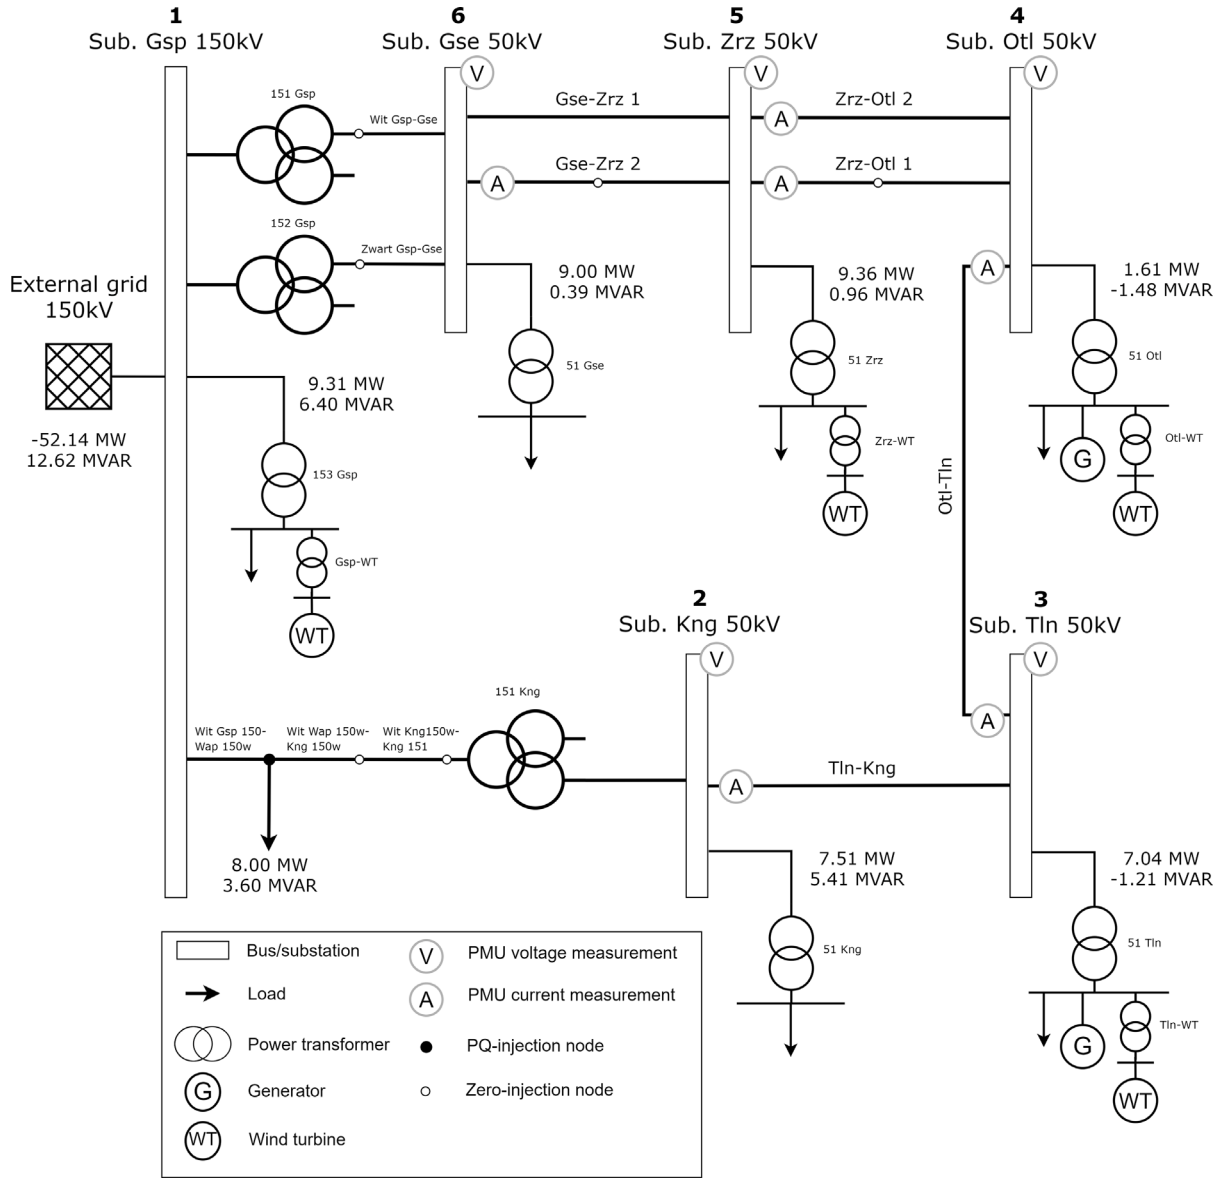 1
Sub. Gsp 150kV
6
Sub. Gse 50kV
5
Sub. Zrz 50kV
4
Sub. Otl 50kV
V
V
V
151 Gsp
Wit Gsp-Gse
Gse-Zrz 1
A
Zrz-Otl 2
A
Gse-Zrz 2
A
Zrz-Otl 1
152 Gsp
Zwart Gsp-Gse
9.00 MW
0.39 MVAR
51 Gse
9.36 MW
0.96 MVAR
51 Zrz
Zrz-WT
WT
A
1.61 MW
-1.48 MVAR
51 Otl
Otl-WT
G
WT
External grid
150kV
-52.14 MW
12.62 MVAR
9.31 MW
6.40 MVAR
153 Gsp
Gsp-WT
WT
Otl-Tln
2
Sub. Kng 50kV
V
3
Sub. Tln 50kV
V
A
Wit Gsp 150-
Wap 150w
Wit Wap 150w-
Kng 150w
Wit Kng150w-
Kng 151
151 Kng
A
Tln-Kng
8.00 MW
3.60 MVAR
7.51 MW
5.41 MVAR
51 Kng
7.04 MW
-1.21 MVAR
51 Tln
Tln-WT
G
WT
Bus/substation
V
PMU voltage measurement
Load
A
PMU current measurement
Power transformer
PQ-injection node
G
Generator
Zero-injection node
WT
Wind turbine